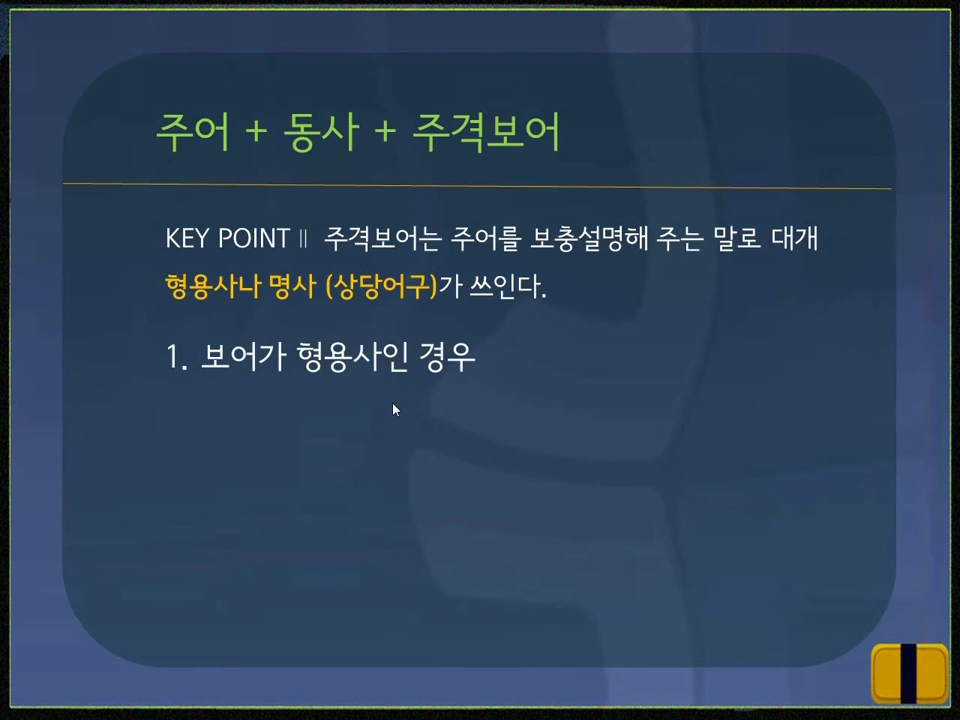 주어 + 동사 + 주격보어
KEY POINT || 주격보어는 주어를 보충설명해 주는 말로 대개
형용사나 명사 (상당어구)가 쓰인다.
1. 보어가 형용사인 경우